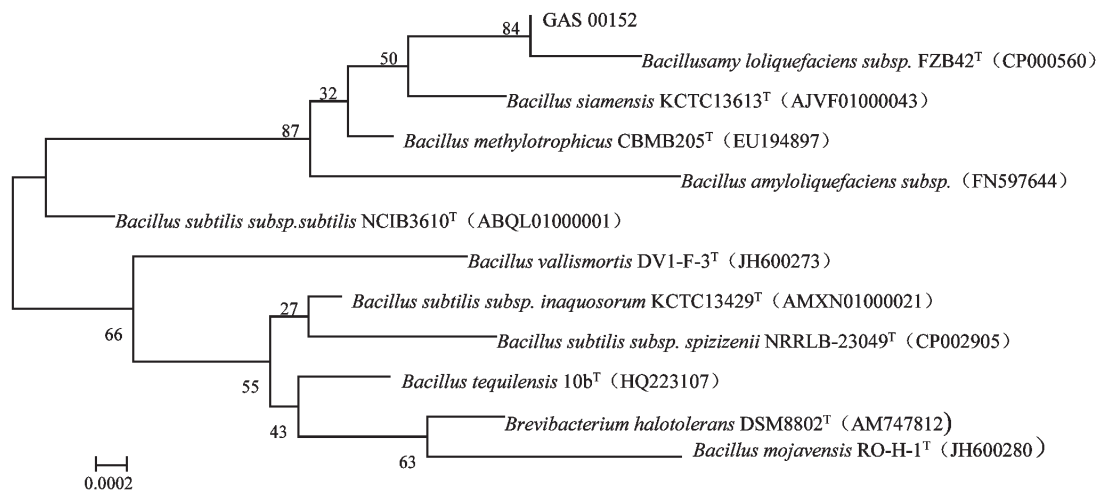 GAS 00152
84
Bacillusamy loliquefaciens subsp. FZB42ᵀ（CP000560）
50
Bacillus siamensis KCTC13613ᵀ（AJVF01000043）
32
Bacillus methylotrophicus CBMB205ᵀ（EU194897）
87
Bacillus amyloliquefaciens subsp.（FN597644）
Bacillus subtilis subsp.subtilis NCIB3610ᵀ（ABQL01000001）
Bacillus vallismortis DV1-F-3ᵀ（JH600273）
Bacillus subtilis subsp. inaquosorum KCTC13429ᵀ（AMXN01000021）
27
66
Bacillus subtilis subsp. spizizenii NRRLB-23049ᵀ（CP002905）
Bacillus tequilensis 10bᵀ（HQ223107）
55
Brevibacterium halotolerans DSM8802ᵀ（AM747812)
43
Bacillus mojavensis RO-H-1ᵀ（JH600280)
63
0.0002